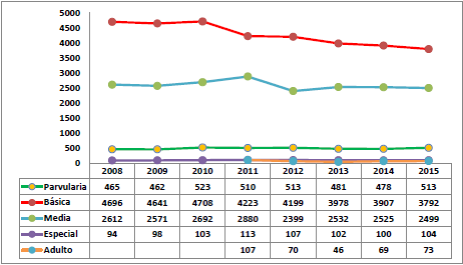 5000
4500
4000
3500
3000
2500
2000
1500
1000
500
0
2008 2009 2010 2011 2012 2013 2014 2015
Parvularia 465 462 523 510 513 481 478 513
Básica 4696 4641 4708 4223 4199 3978 3907 3792
Media 2612 2571 2692 2880 2399 2532 2525 2499
Especial 94 98 103 113 107 102 100 104
Adulto 107 70 46 69 73